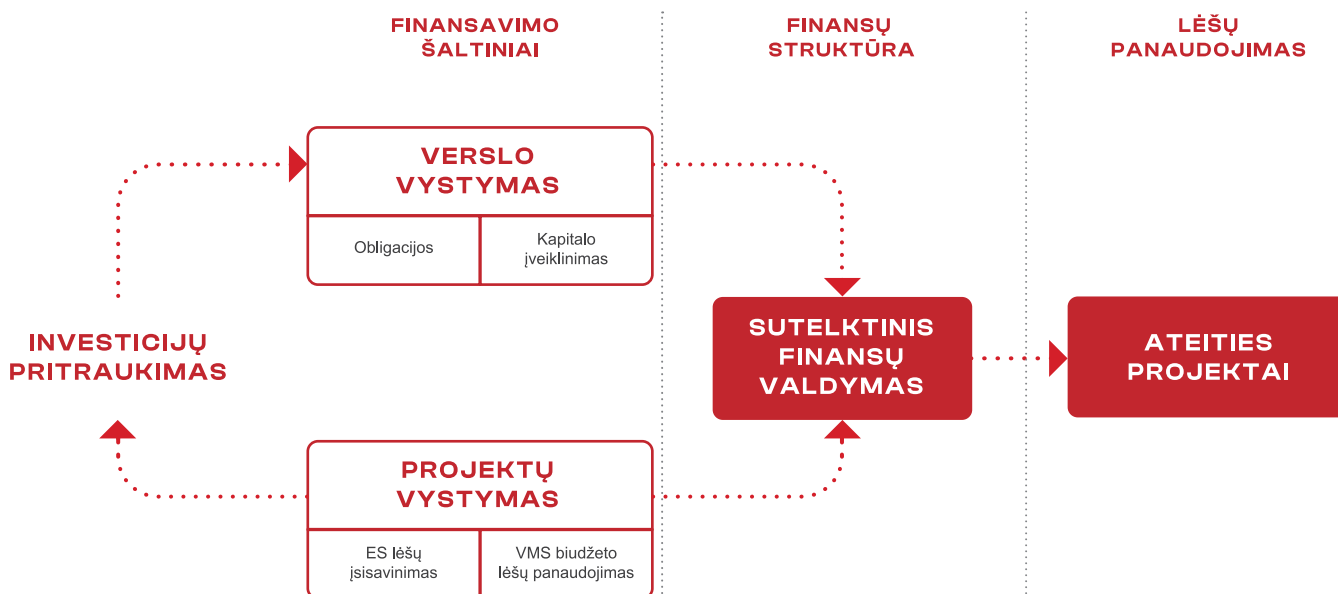 FINANSAVIMO
ŠALTINIAI
FINANSŲ
STRUKTŪRA
LĖŠŲ
PANAUDOJIMAS
VERSLO
VYSTYMAS
Obligacijos
Kapitalo
įveiklinimas
INVESTICIJŲ
PRITRAUKIMAS
SUTELKTINIS
FINANSŲ
VALDYMAS
ATEITIES
PROJEKTAI
PROJEKTŲ
VYSTYMAS
ES lėšų
įsisavinimas
VMS biudžeto
lėšų panaudojimas